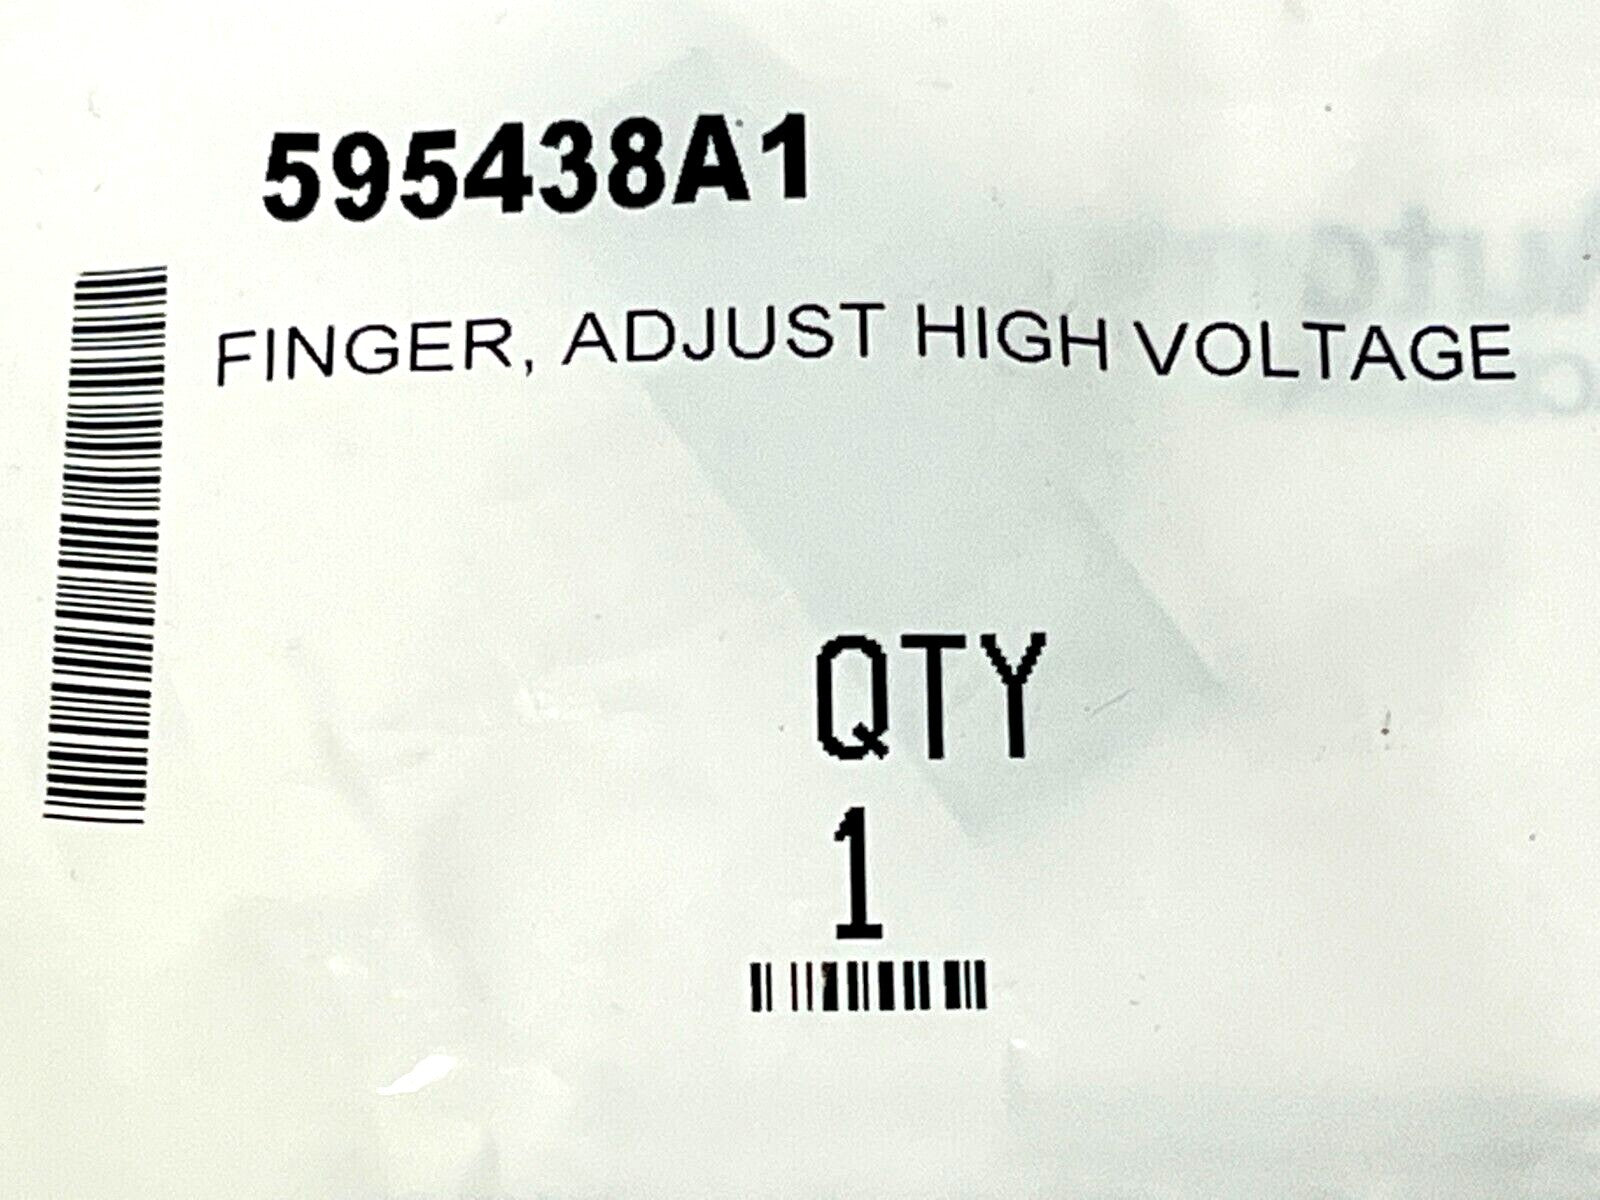 595438A1
FINGER, ADJUST HIGH VOLTAGE
QTY
1